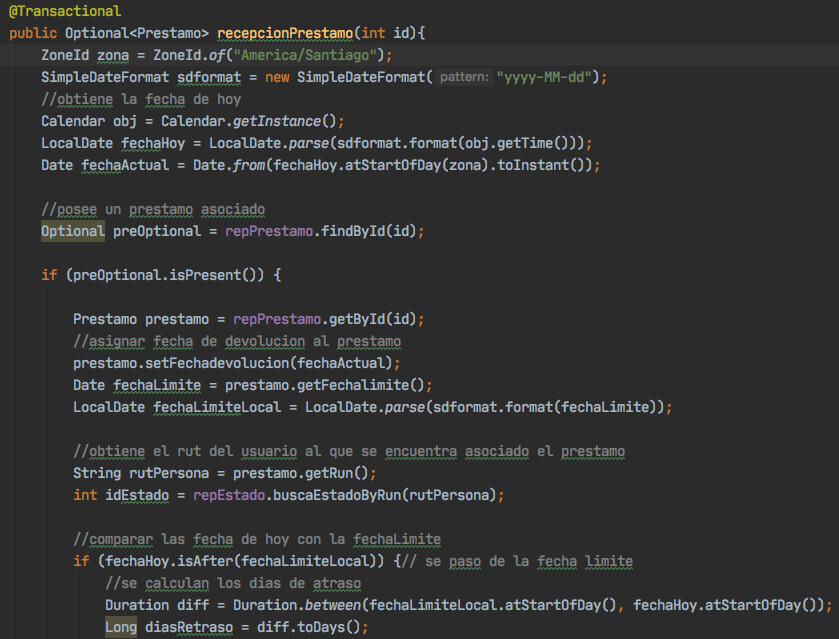 @Transactional
public Optional<Prestamo> recepcionPrestamo(int id){
ZoneId zona = ZoneId.of("America/Santiago");
SimpleDateFormat sdformat = new SimpleDateFormat( pattern: "yyyy-MM-dd");
//obtiene la fecha de hoy
Calendar obj = Calendar.getInstance();
LocalDate fechaHoy = LocalDate.parse(sdformat.format(obj.getTime()));
Date fechaActual = Date.from(fechaHoy.atStartOfDay(zona).toInstant());
//posee un prestamo asociado
Optional preOptional = repPrestamo.findById(id);
if (preOptional.isPresent()) {
Prestamo prestamo = repPrestamo.getById(id);
//asignar fecha de devolucion al prestamo
prestamo.setFechadevolucion(fechaActual);
Date fechaLimite = prestamo.getFechalimite();
LocalDate fechaLimiteLocal = LocalDate.parse(sdformat.format(fechaLimite));
//obtiene el rut del usuario al que se encuentra asociado el prestamo
String rutPersona = prestamo.getRun();
int idEstado = repEstado.buscaEstadoByRun(rutPersona);
//comparar las fecha de hoy con la fechaLimite
if (fechaHoy.isAfter(fechaLimiteLocal)) {// se paso de la fecha limite
//se calculan los dias de atraso
Duration diff = Duration.between(fechaLimiteLocal.atStartOfDay(), fechaHoy.atStartOfDay());
Long diasRetraso = diff.toDays();